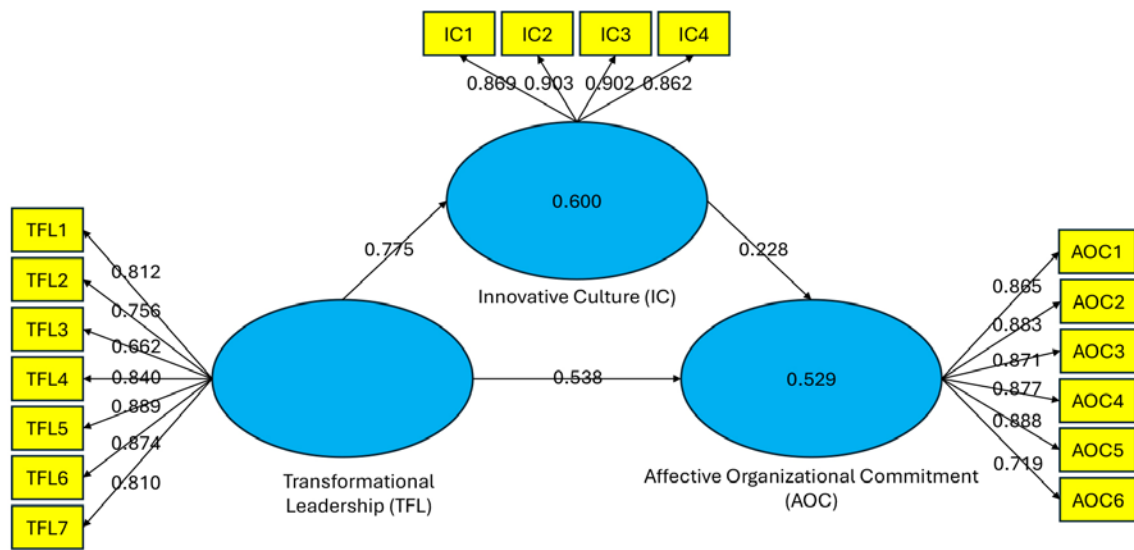 IC1 IC2 IC3 IC4
0.869 0.903 0.902 0.862
0.600
Innovative Culture (IC)
0.775
0.228
TFL1
TFL2
TFL3
TFL4
TFL5
TFL6
TFL7
0.812
0.756
0.662
0.840
0.889
0.874
0.810
Transformational
Leadership (TFL)
0.538
0.529
Affective Organizational Commitment
(AOC)
0.865
0.883
0.871
0.877
0.888
0.719
AOC1
AOC2
AOC3
AOC4
AOC5
AOC6